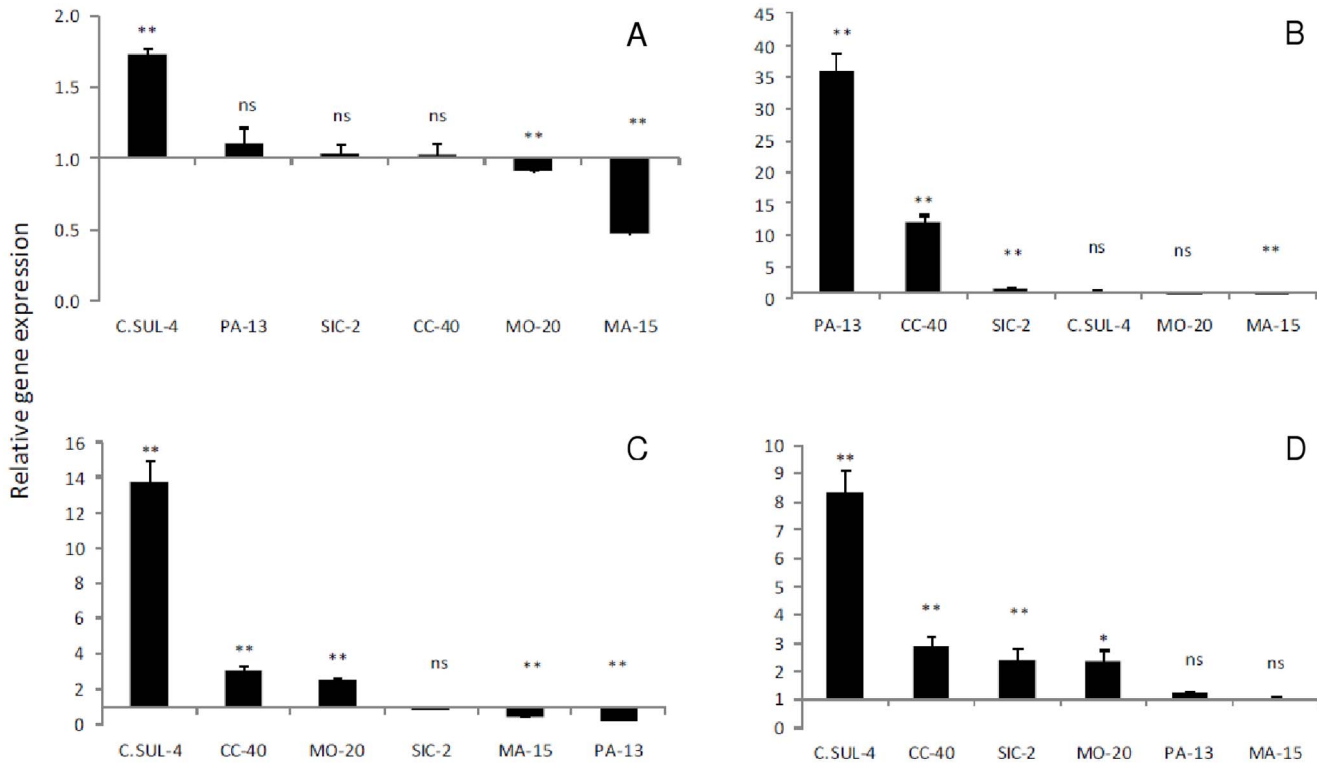 Relative gene expression
A
2.0
1.5
1.0
0.5
0.0
** ns ns ns ** **
C.SUL-4 PA-13 SIC-2 CC-40 MO-20 MA-15
B
45
40
35
30
25
20
15
10
5
0
** ** ** ns ns **
PA-13 CC-40 SIC-2 C.SUL-4 MO-20 MA-15
C
16
14
12
10
8
6
4
2
0
** ** ** ns ** **
C.SUL-4 CC-40 MO-20 SIC-2 MA-15 PA-13
D
10
9
8
7
6
5
4
3
2
1
0
** ** ** * ns ns
C.SUL-4 CC-40 SIC-2 MO-20 PA-13 MA-15